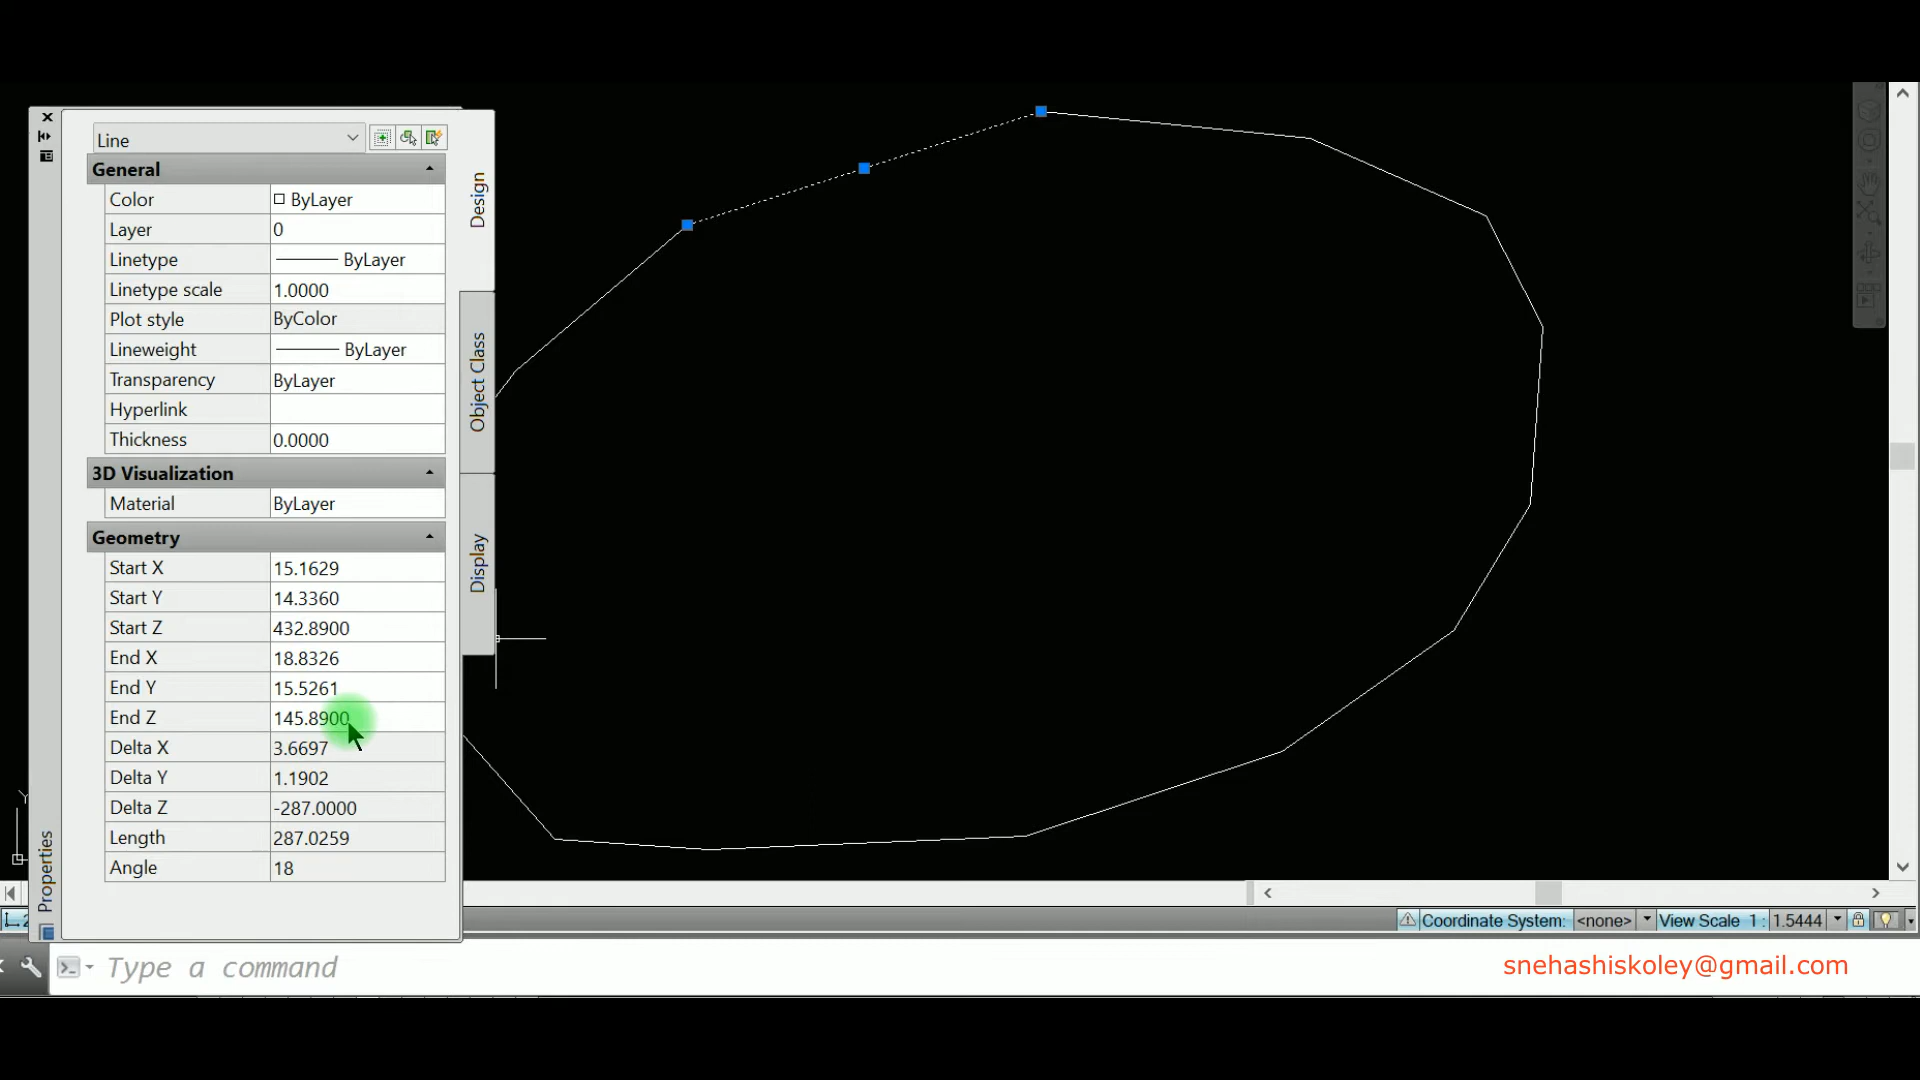 Line
General
Color ByLayer
Layer 0
Linetype ByLayer
Linetype scale 1.0000
Plot style ByColor
Lineweight ByLayer
Transparency ByLayer
Hyperlink
Thickness 0.0000
3D Visualization
Material ByLayer
Geometry
Start X 15.1629
Start Y 14.3360
Start Z 432.8900
End X 18.8326
End Y 15.5261
End Z 145.8900
Delta X 3.6697
Delta Y 1.1902
Delta Z -287.0000
Length 287.0259
Angle 18
Design
Object Class
Display
Properties
Y
Coordinate System: <none> View Scale 1 : 1.5444
Type a command
snehashiskoley@gmail.com